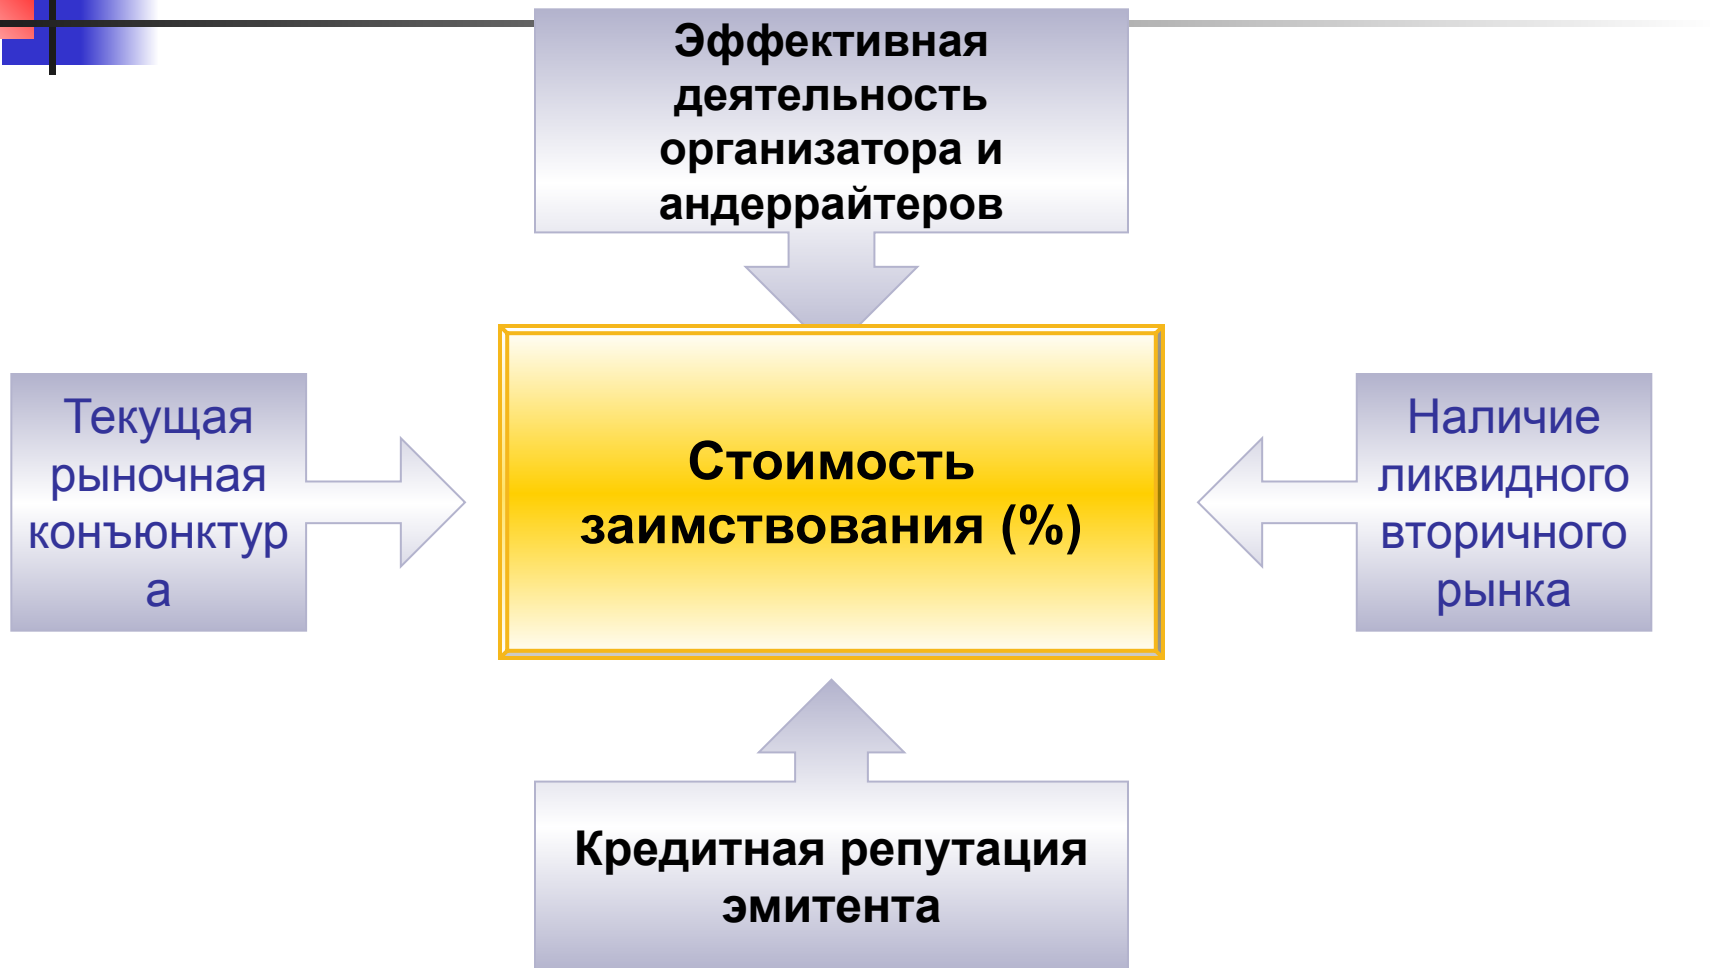 Эффективная
деятельность
организатора и
андеррайтеров
Текущая
рыночная
конъюнктур
а
Стоимость
заимствования (%)
Наличие
ликвидного
вторичного
рынка
Кредитная репутация
эмитента